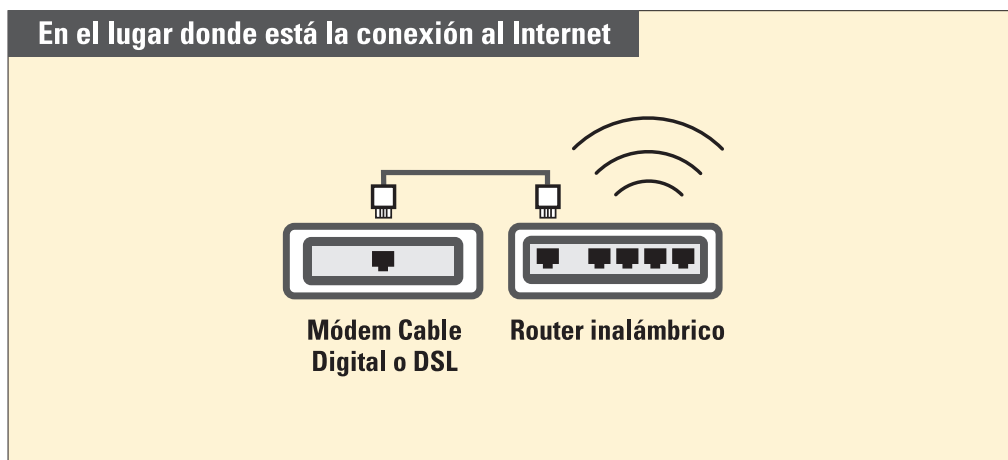 En el lugar donde está la conexión al Internet
Módem Cable
Digital o DSL
Router inalámbrico